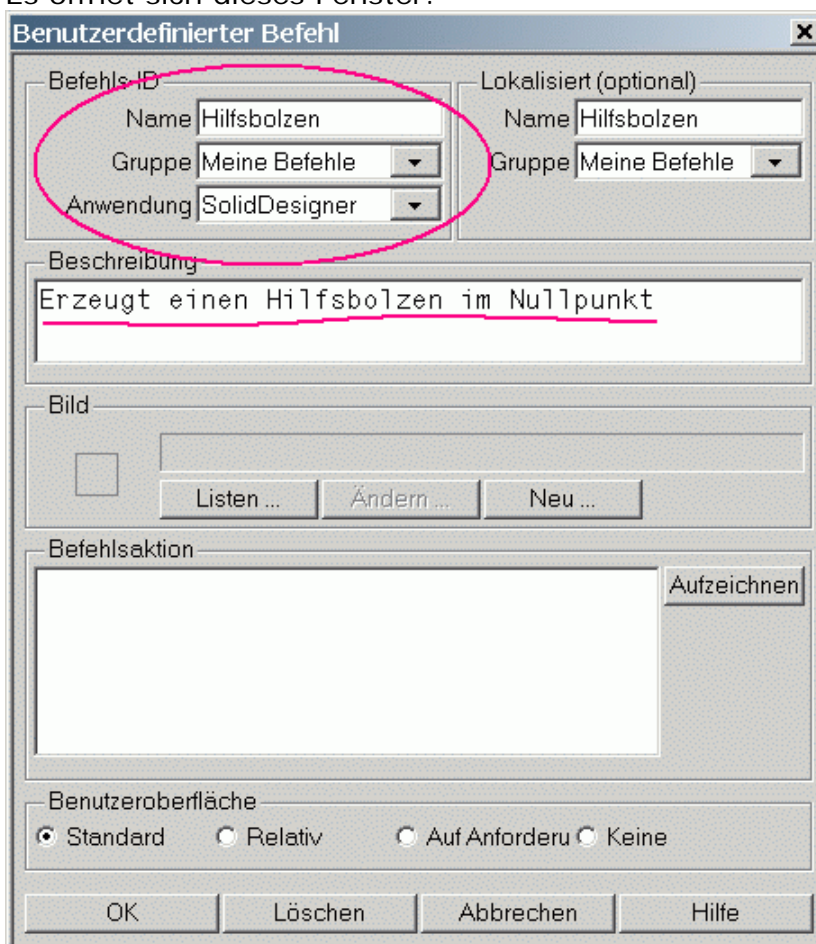 Es öffnet sich dieses Fenster:
Benutzerdefinierter Befehl
Befehls-ID
Name Hilfsbolzen
Gruppe Meine Befehle
Anwendung SolidDesigner
Lokalisiert (optional)
Name Hilfsbolzen
Gruppe Meine Befehle
Beschreibung
Erzeugt einen Hilfsbolzen im Nullpunkt
Bild
Listen ... Ändern ... Neu ...
Befehlsaktion
Aufzeichnen
Benutzeroberfläche
Standard Relativ Auf Anforderu Keine
OK Löschen Abbrechen Hilfe